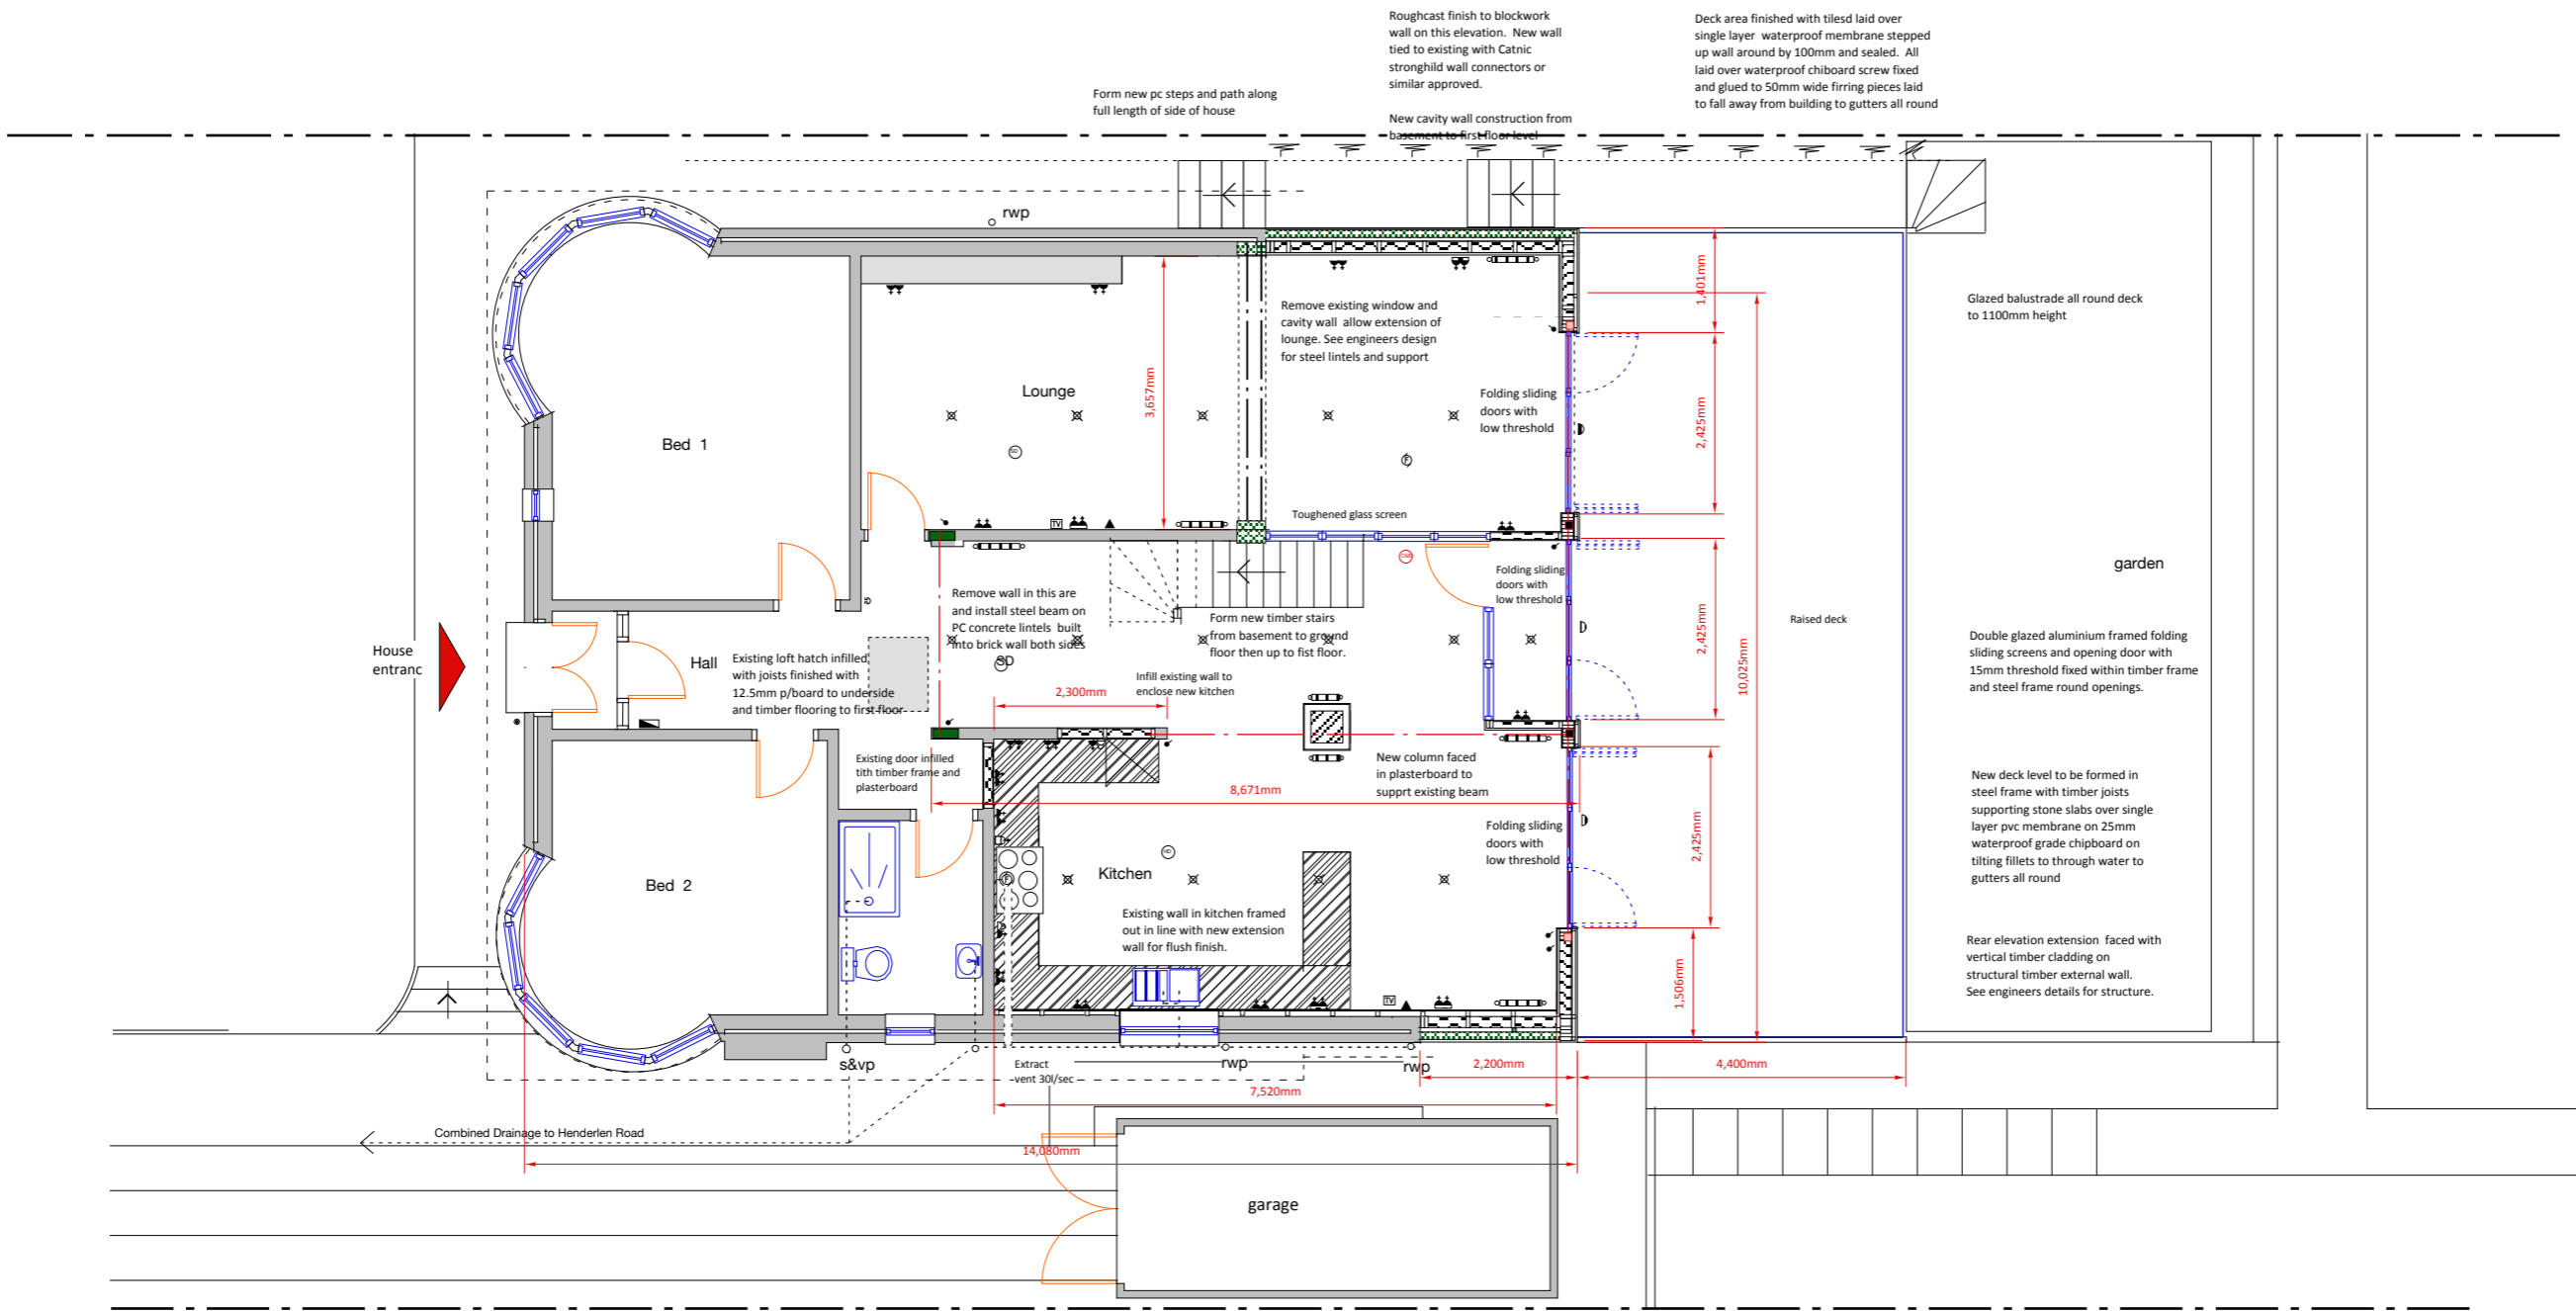 Roughcast finish to blockwork
wall on this elevation. New wall
tied to existing with Catnic
stronghild wall connectors or
similar approved.
New cavity wall construction from
basement to first floor level
Deck area finished with tilesd laid over
single layer waterproof membrane stepped
up wall around by 100mm and sealed. All
laid over waterproof chiboard screw fixed
and glued to 50mm wide firring pieces laid
to fall away from building to gutters all round
Form new pc steps and path along
full length of side of house
rwp
1,401mm
Remove existing window and
cavity wall allow extension of
lounge. See engineers design
for steel lintels and support
Glazed balustrade all round deck
to 1100mm height
3,657mm
Lounge
Folding sliding
doors with
low threshold
2,425mm
Bed 1
SD
F
TV
Toughened glass screen
Folding sliding
doors with
low threshold
garden
Remove wall in this are
and install steel beam on
PC concrete lintels built
into brick wall both sides
SD
Form new timber stairs
from basement to ground
floor then up to fist floor.
2,425mm
10,025mm
Raised deck
House
entranc
Hall
Existing loft hatch infilled
with joists finished with
12.5mm p/board to underside
and timber flooring to first floor
Infill existing wall to
enclose new kitchen
2,300mm
Double glazed aluminium framed folding
sliding screens and opening door with
15mm threshold fixed within timber frame
and steel frame round openings.
Existing door infilled
tith timber frame and
plasterboard
New column faced
in plasterboard to
supprt existing beam
8,671mm
New deck level to be formed in
steel frame with timber joists
supporting stone slabs over single
layer pvc membrane on 25mm
waterproof grade chipboard on
tilting fillets to through water to
gutters all round
Folding sliding
doors with
low threshold
2,425mm
HD
Kitchen
F
Bed 2
Existing wall in kitchen framed
out in line with new extension
wall for flush finish.
Rear elevation extension faced with
vertical timber cladding on
structural timber external wall.
See engineers details for structure.
TV
1,506mm
s&vp
Extract
vent 30l/sec
rwp
rwp
2,200mm
4,400mm
7,520mm
Combined Drainage to Henderlen Road
14,080mm
garage